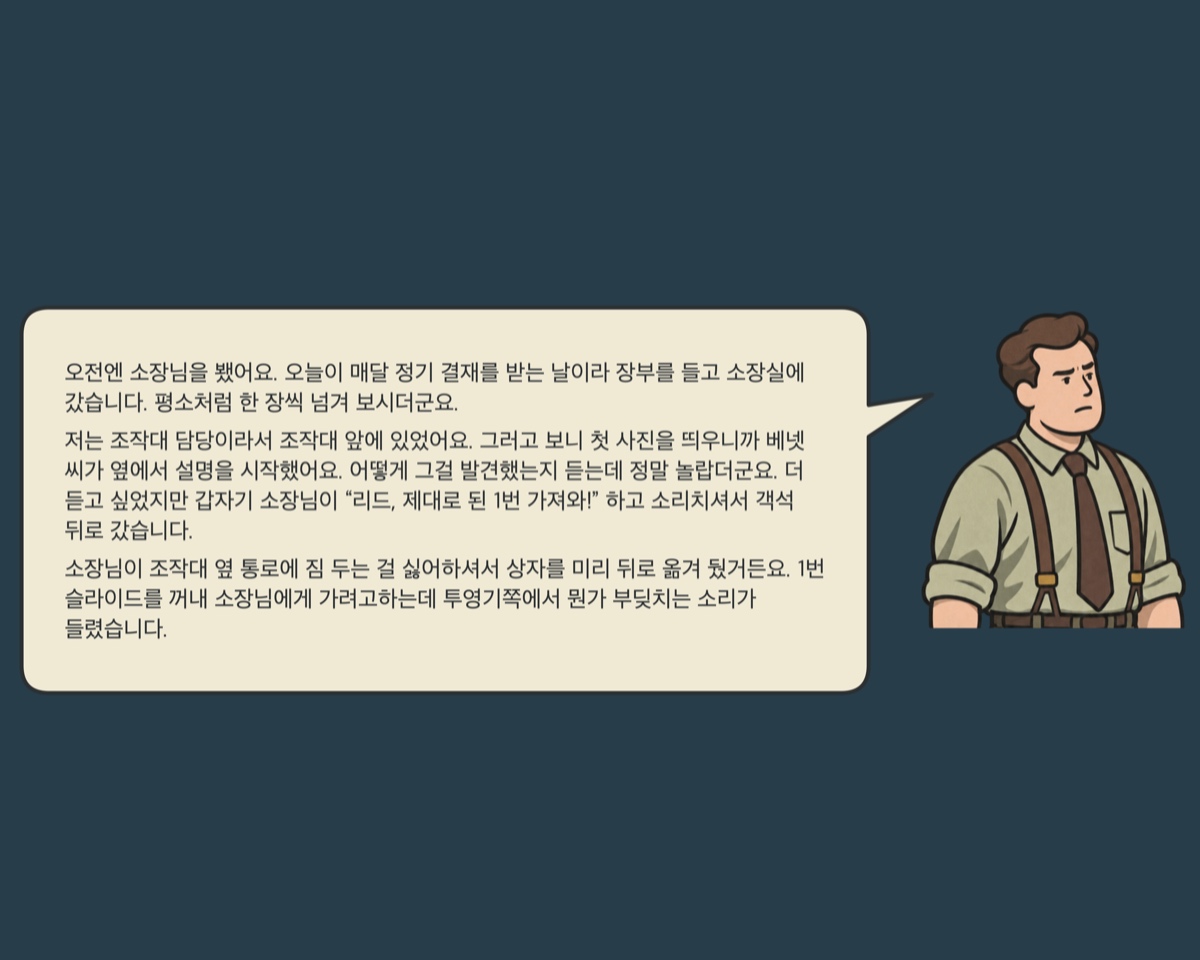 오전엔 소장님을 뵀어요. 오늘이 매달 정기 결재를 받는 날이라 장부를 들고 소장실에
갔습니다. 평소처럼 한 장씩 넘겨 보시더군요.
저는 조작대 담당이라서 조작대 앞에 있었어요. 그러고 보니 첫 사진을 띄우니까 베넷
씨가 옆에서 설명을 시작했어요. 어떻게 그걸 발견했는지 듣는데 정말 놀랍더군요. 더
듣고 싶었지만 갑자기 소장님이 “리드, 제대로 된 1번 가져와!” 하고 소리치셔서 객석
뒤로 갔습니다.
소장님이 조작대 옆 통로에 짐 두는 걸 싫어하셔서 상자를 미리 뒤로 옮겨 뒀거든요. 1번
슬라이드를 꺼내 소장님에게 가려고하는데 투영기쪽에서 뭔가 부딪치는 소리가
들렸습니다.